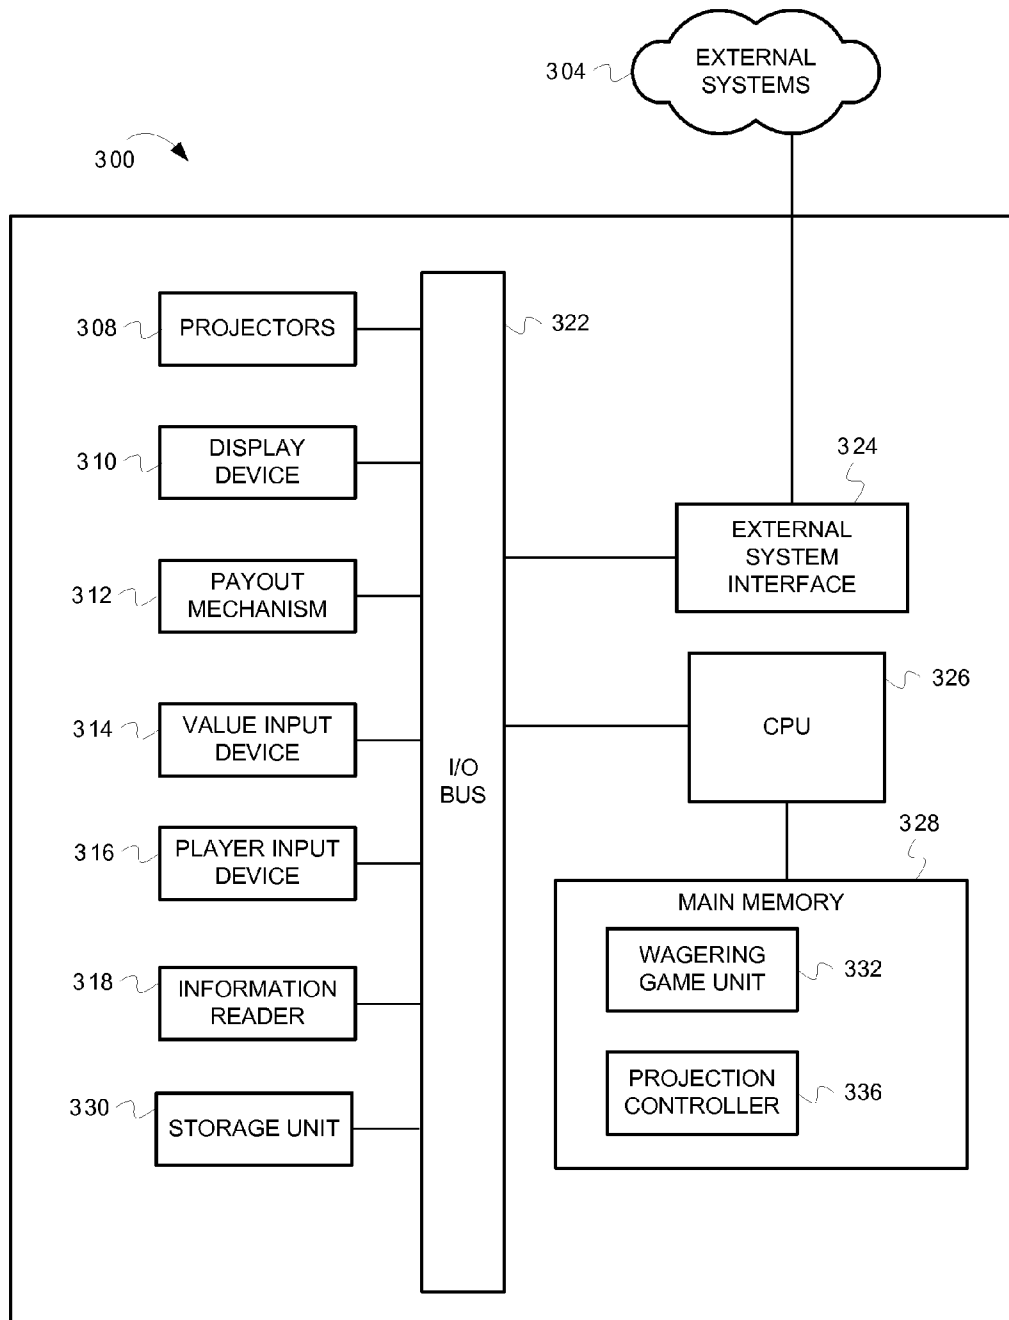 EXTERNAL
SYSTEMS
304
300
308
PROJECTORS
322
310
DISPLAY
DEVICE
324
EXTERNAL
SYSTEM
INTERFACE
312
PAYOUT
MECHANISM
326
CPU
314
VALUE INPUT
DEVICE
I/O
BUS
316
PLAYER INPUT
DEVICE
328
MAIN MEMORY
WAGERING
GAME UNIT
332
318
INFORMATION
READER
PROJECTION
CONTROLLER
336
330
STORAGE UNIT